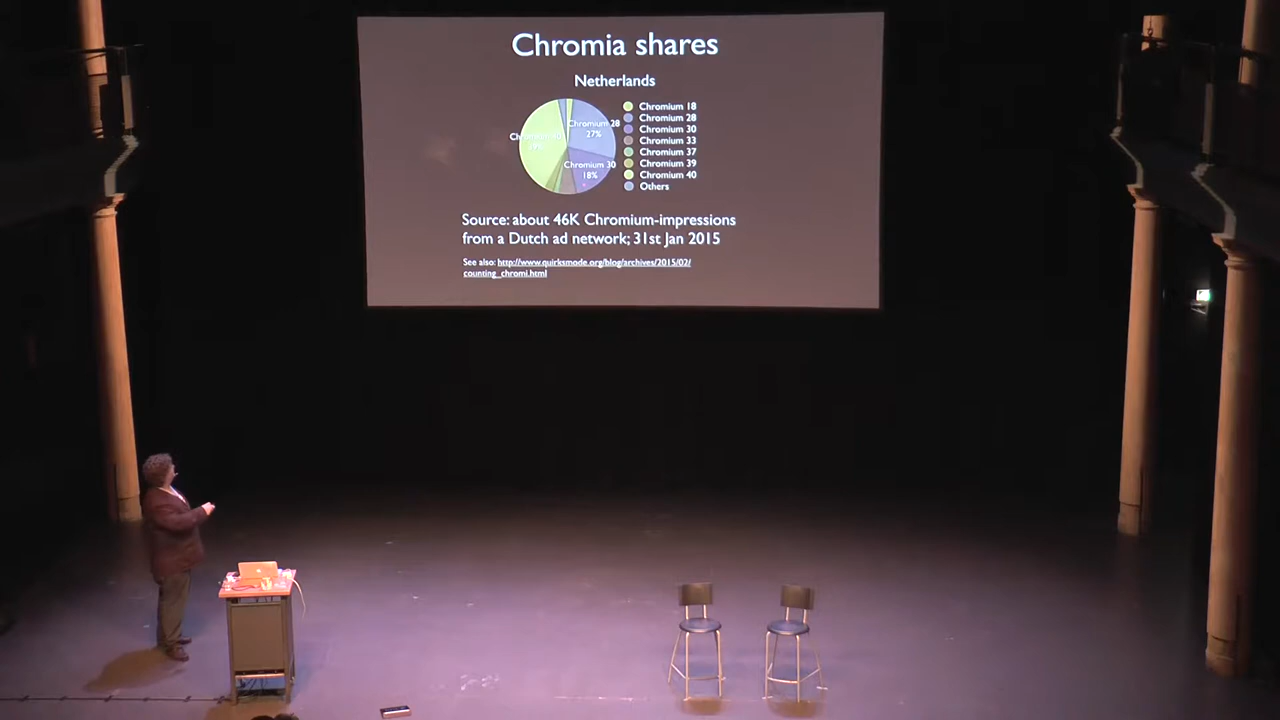 Chromia shares
Netherlands
Chromium 28
27%
Chromium 30
18%
Chromium 18
Chromium 28
Chromium 30
Chromium 33
Chromium 37
Chromium 39
Chromium 40
Others
Source: about 46K Chromium-impressions
from a Dutch ad network; 31st Jan 2015
See also: http://www.quirksmode.org/blog/archives/2015/02/
counting_chromi.html